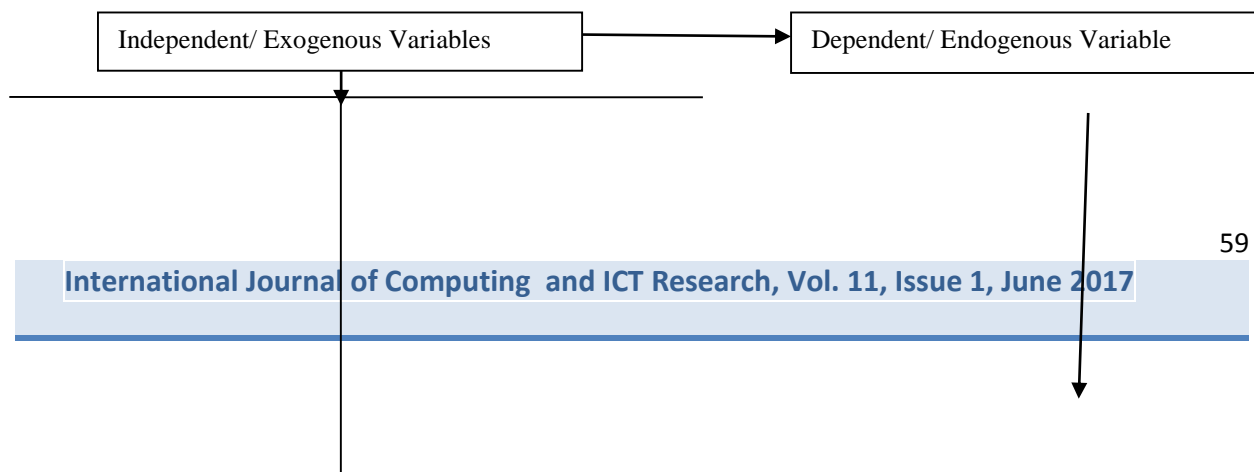 Independent/ Exogenous Variables
Dependent/ Endogenous Variable
59
International Journal of Computing  and ICT Research, Vol. 11, Issue 1, June 2017